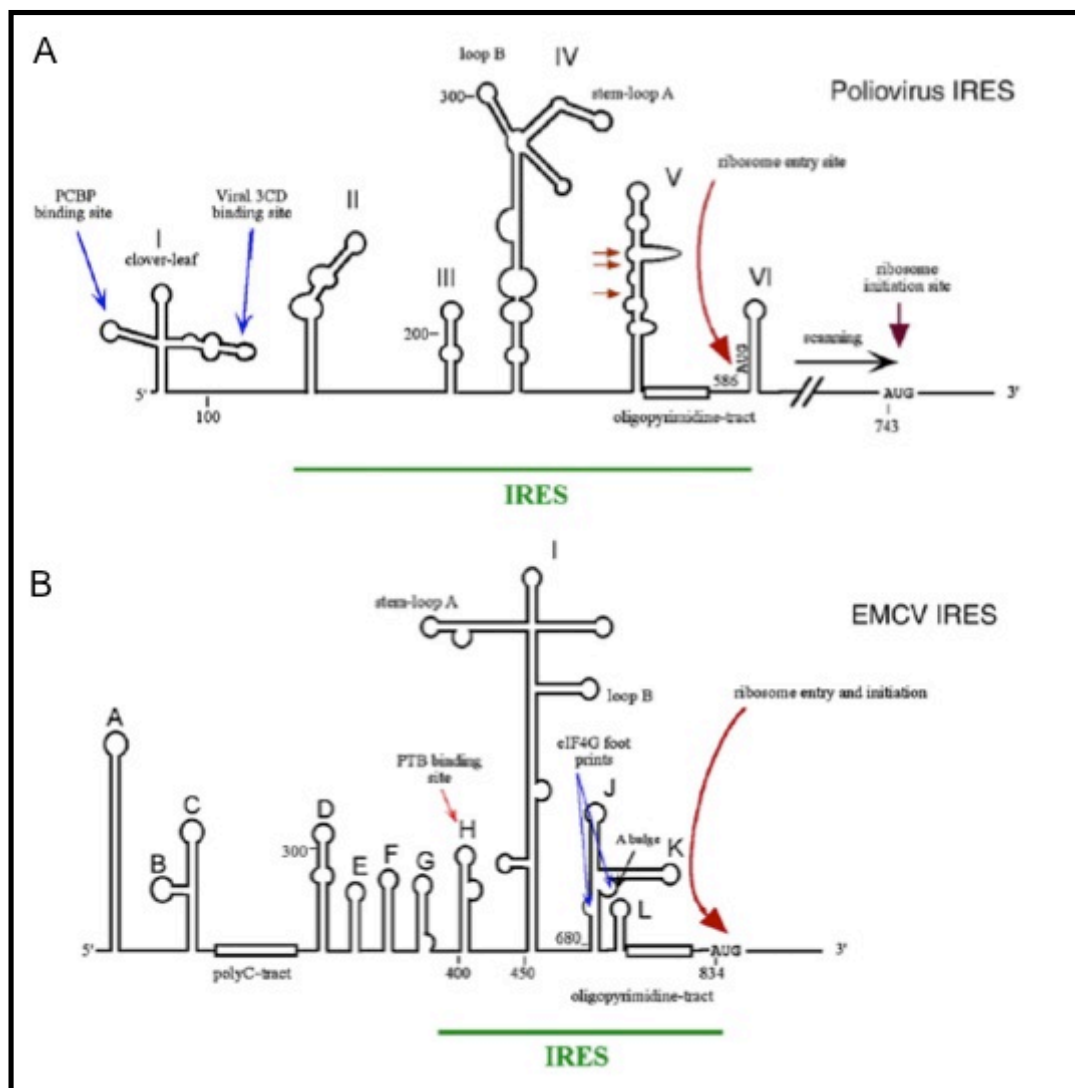 A
loop B
IV
300
stem-loop A
Poliovirus IRES
ribosome entry site
PCBP
binding site
Viral 3CD
binding site
I
clover-leaf
II
III
200
V
VI
ribosome
initiation site
scanning
AUG
586
5'
100
oligopyrimidine-tract
AUG
743
3'
IRES
B
I
stem-loop A
EMCV IRES
loop B
ribosome entry and initiation
A
eIF4G foot
prints
PTB binding
site
J
C
D
H
A bulge
K
B
300
E
F
G
L
680
5'
polyC-tract
400
450
oligopyrimidine-tract
AUG
834
3'
IRES